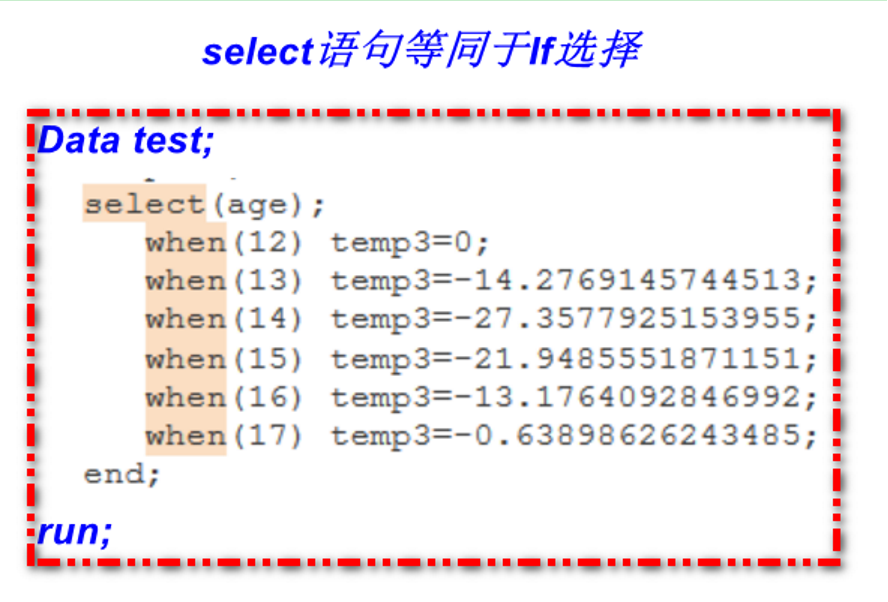 select语句等同于If选择
Data test;
select(age);
when(12) temp3=0;
when(13) temp3=-14.2769145744513;
when(14) temp3=-27.3577925153955;
when(15) temp3=-21.9485551871151;
when(16) temp3=-13.1764092846992;
when(17) temp3=-0.63898626243485;
end;
run;